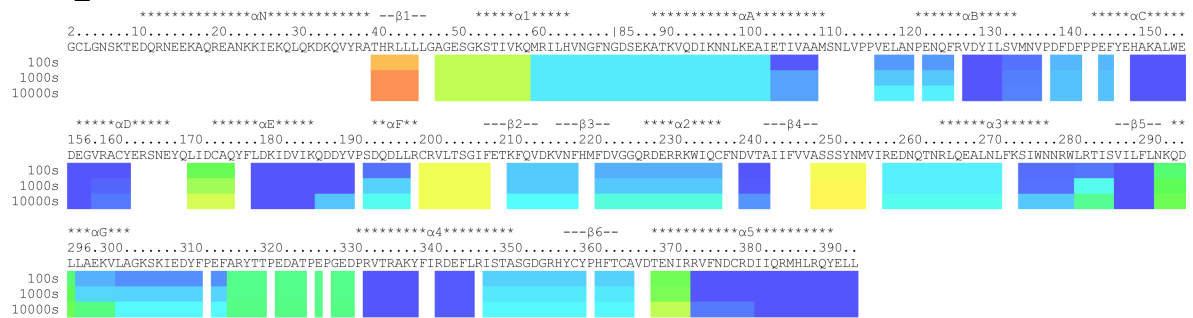 **************αN************* --β1-- *****α1***** ***********αA********* ******αB***** *****αC*****
2.......10........20........30........40........50........60.........|85...90........100.......110.......120.......130.......140.......150..
GCLGNSKTEDQRNEEKAQREANKKIEKQLQKDKQVYRATHRLLLLGAGESGKSTIVKQMRILHVNGFNGDSEKATKVQDIKNNLKEAIETIVAAMSNLVPPVELANPENQFRVDYILSVMNVPDFDFPPEFYEHAKALWE
100s
1000s
10000s
*****αD***** ******αE***** **αF** ---β2-- ---β3--- ****α2**** ---β4--- ******α3****** --β5-- **
156.160.......170.......180.......190.......200.......210.......220.......230.......240.......250.......260.......270.......280.......290...
DEGVRACYERSNEYQLIDCAQYFLDKIDVIKQDDYVPSDQDLLRCRVLTSGIFETKFQVDKVNFHMFDVGGQRDERRKWIQCFNDVTAIIFVVASSSYNMVIREDNQTNRLQEALNLFKSIWNNRWLRTISVILFLNKQD
100s
1000s
10000s
***αG*** *********α4********* ---β6--- ***********α5*******
296.300.......310.......320.......330.......340.......350.......360.......370.......380.......390..
LLAEKVLAGKSKIEDYFPEFARYTTPEDATPEPGEDPRVTRAKYFIRDEFLRISTASGDGRHYCYPHFTCAVDTENIRRVFNDCRDIIQRMHLRQYELL
100s
1000s
10000s